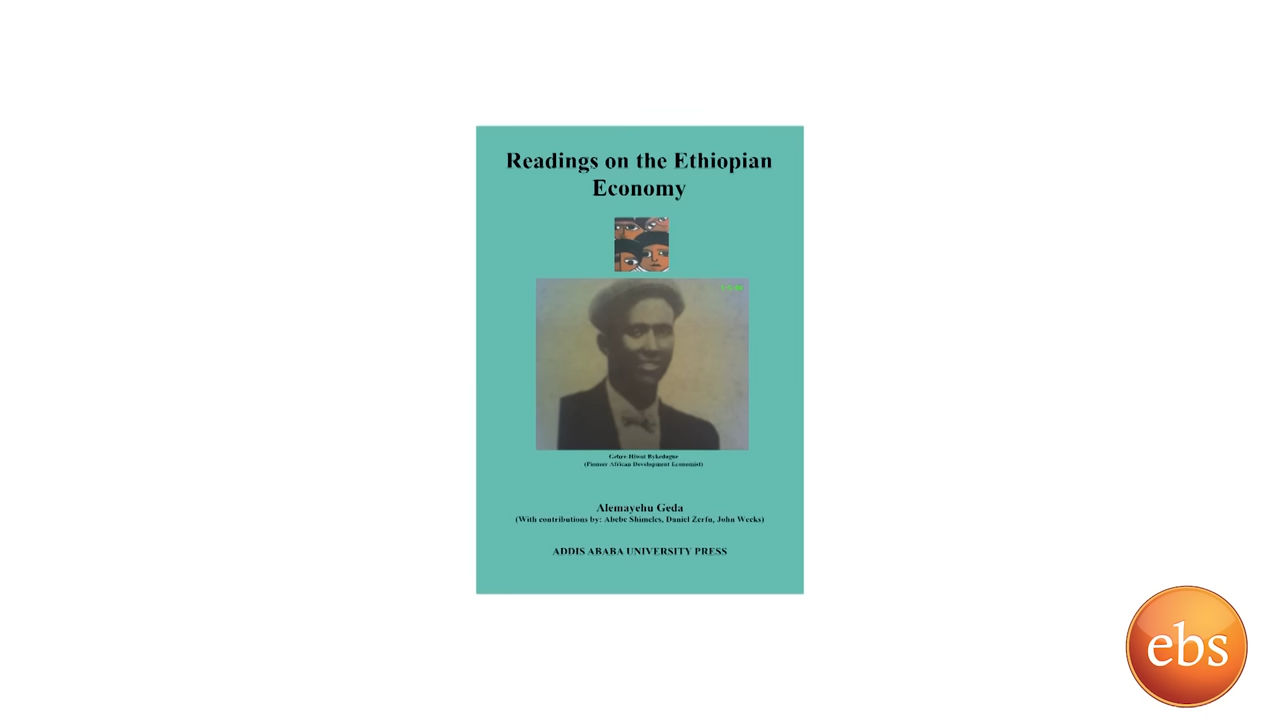 Readings on the Ethiopian
Economy
Gebre-Hiwot Bykedagne
(Pioneer African Development Economist)
Alemayehu Geda
(With contributions by: Abebe Shimeles, Daniel Zerfu, John Weeks)
ADDIS ABABA UNIVERSITY PRESS
ebs